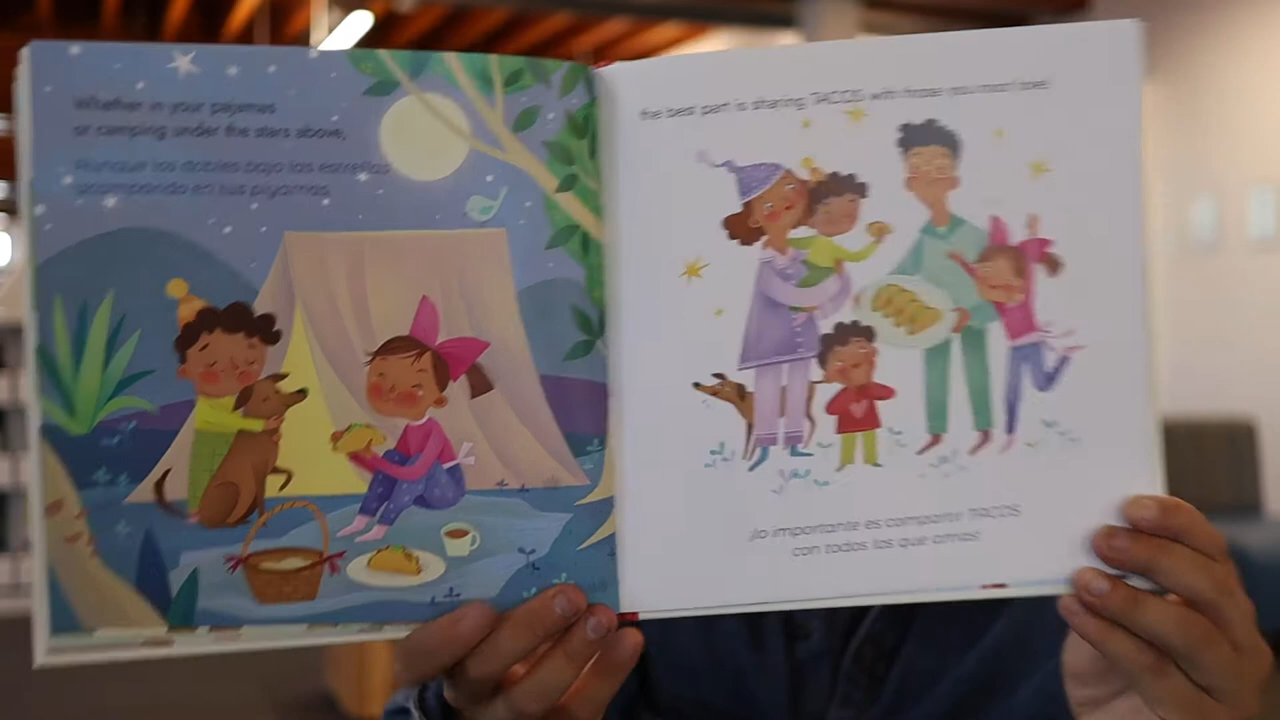 Whether in your pajamas
or camping under the stars above,
Aunque los dobles bajo las estrellas
acampando en tus piyamas
the best part is sharing TACOS with those you most love!
¡lo importante es compartir TACOS
con todos los que amas!